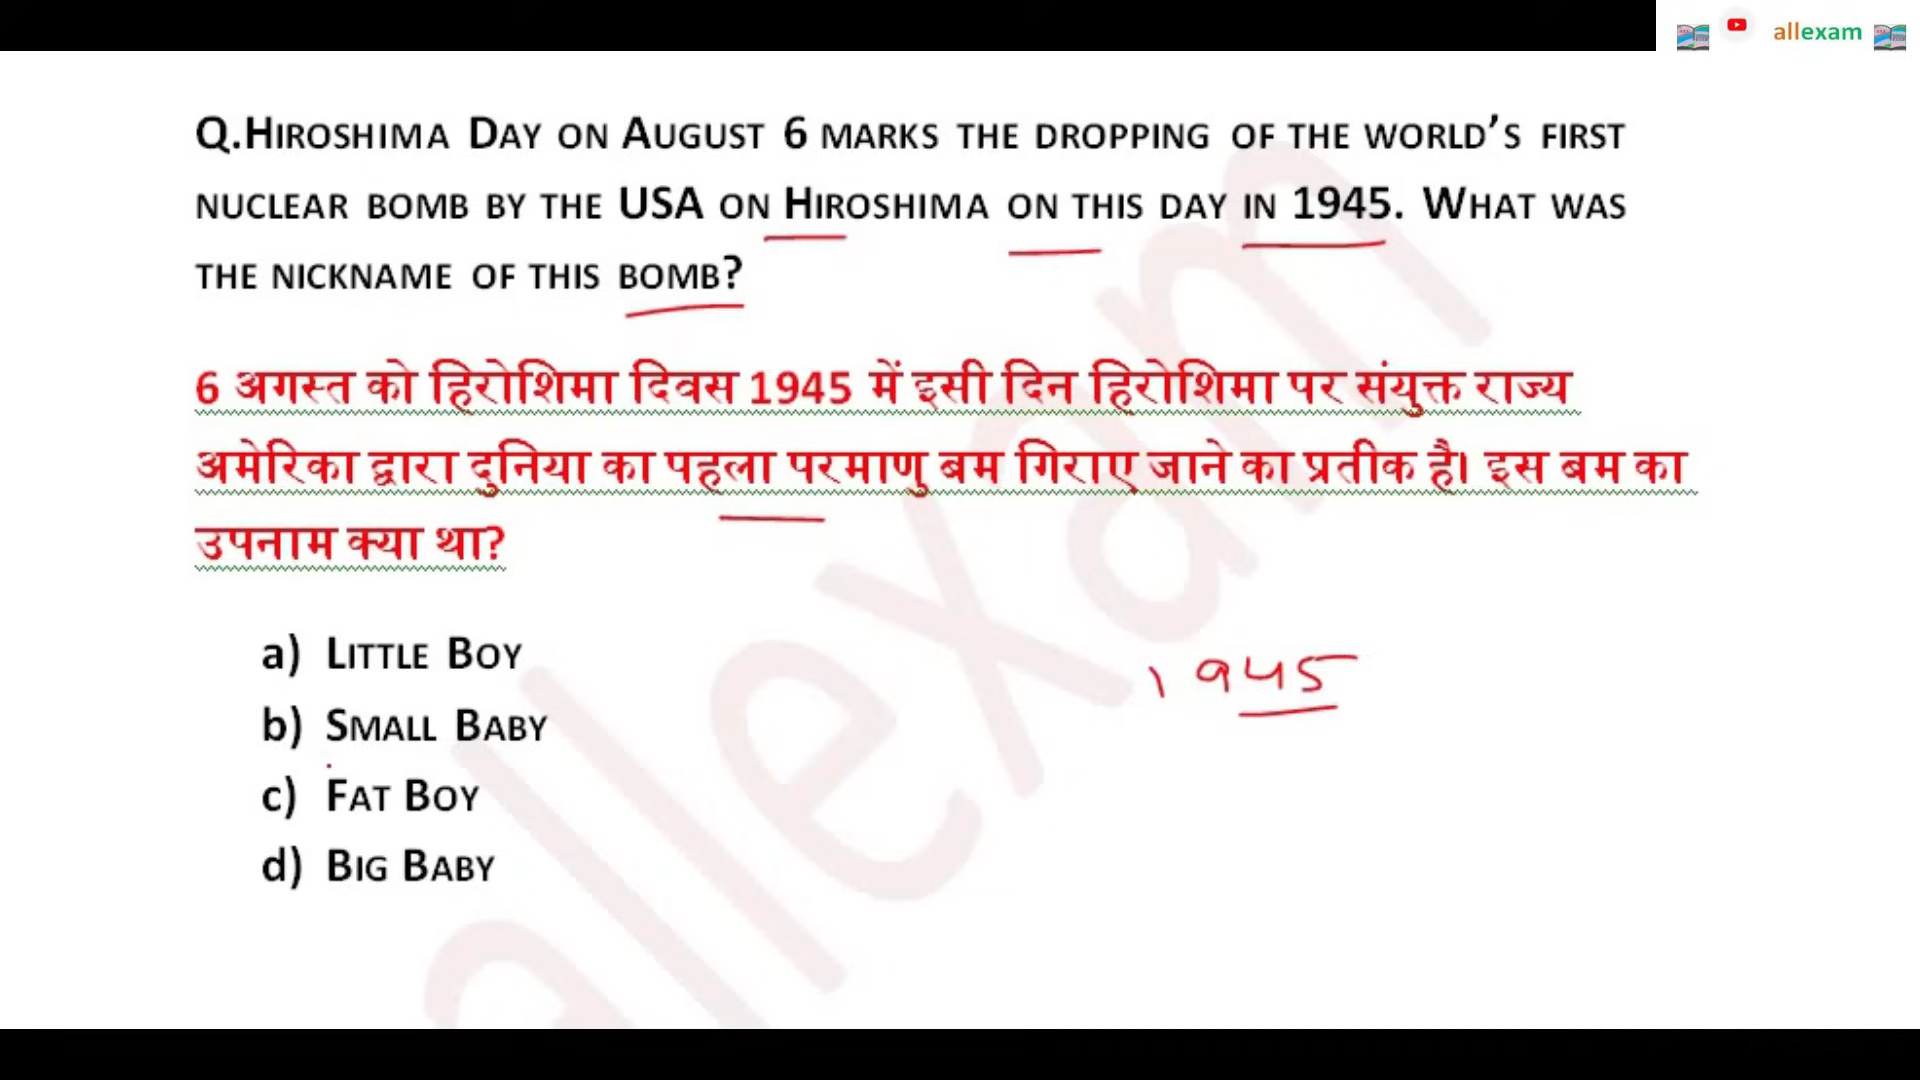 allexam
Q.Hiroshima Day on August 6 marks the dropping of the world's first
nuclear bomb by the USA on Hiroshima on this day in 1945. What was
the nickname of this bomb?
6 अगस्त को हिरोशिमा दिवस 1945 में इसी दिन हिरोशिमा पर संयुक्त राज्य
अमेरिका द्वारा दुनिया का पहला परमाणु बम गिराए जाने का प्रतीक है। इस बम का
उपनाम क्या था?
a) Little Boy
b) Small Baby
1945
c) Fat Boy
d) Big Baby
allexam